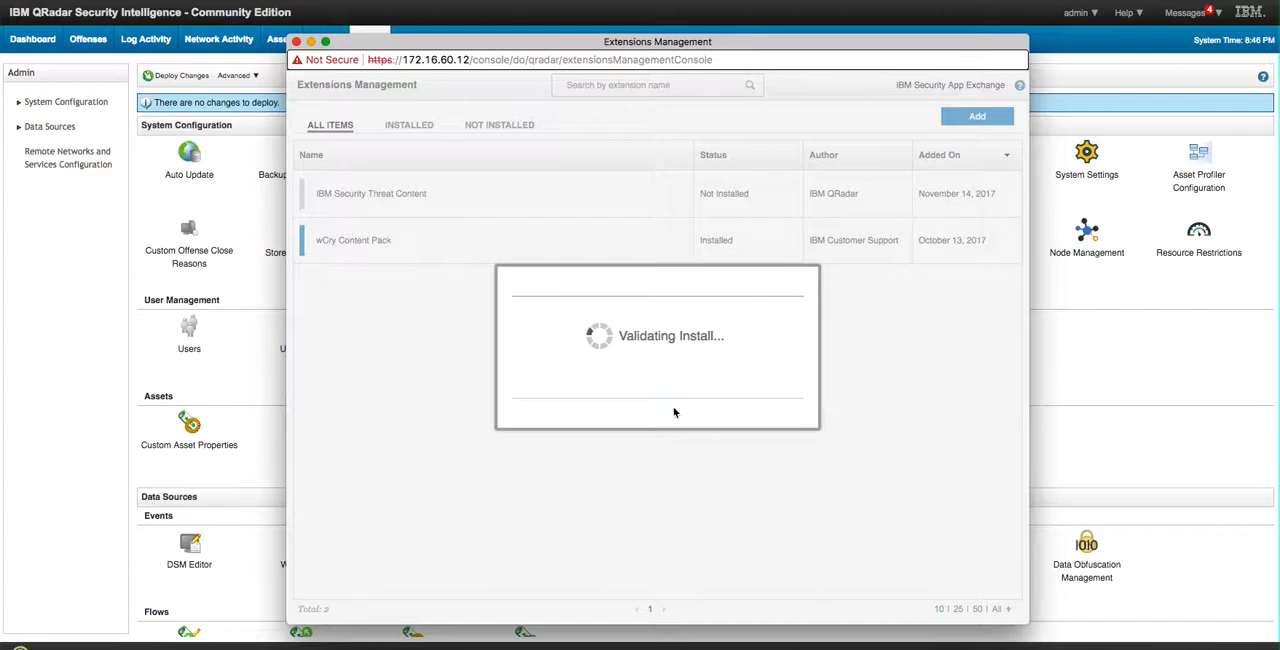 IBM QRadar Security Intelligence - Community Edition
admin ▼ Help ▼ Messages 4 ▼ IBM
Dashboard Offenses Log Activity Network Activity Asse
System Time: 8:46 PM
Extensions Management
Not Secure | https://172.16.60.12/console/do/qradar/extensionsManagementConsole
Extensions Management
Search by extension name
IBM Security App Exchange ?
ALL ITEMS INSTALLED NOT INSTALLED
Add
Name Status Author Added On
IBM Security Threat Content Not Installed IBM QRadar November 14, 2017
wCry Content Pack Installed IBM Customer Support October 13, 2017
Validating Install...
Total: 2
1
10 | 25 | 50 | All
Admin
System Configuration
Data Sources
Remote Networks and
Services Configuration
Deploy Changes Advanced ▼
?
There are no changes to deploy.
System Configuration
Auto Update
Backup
System Settings
Asset Profiler
Configuration
Custom Offense Close
Reasons
Store
Node Management
Resource Restrictions
User Management
Users
U
Assets
Custom Asset Properties
Data Sources
Events
DSM Editor
W
Data Obfuscation
Management
Flows